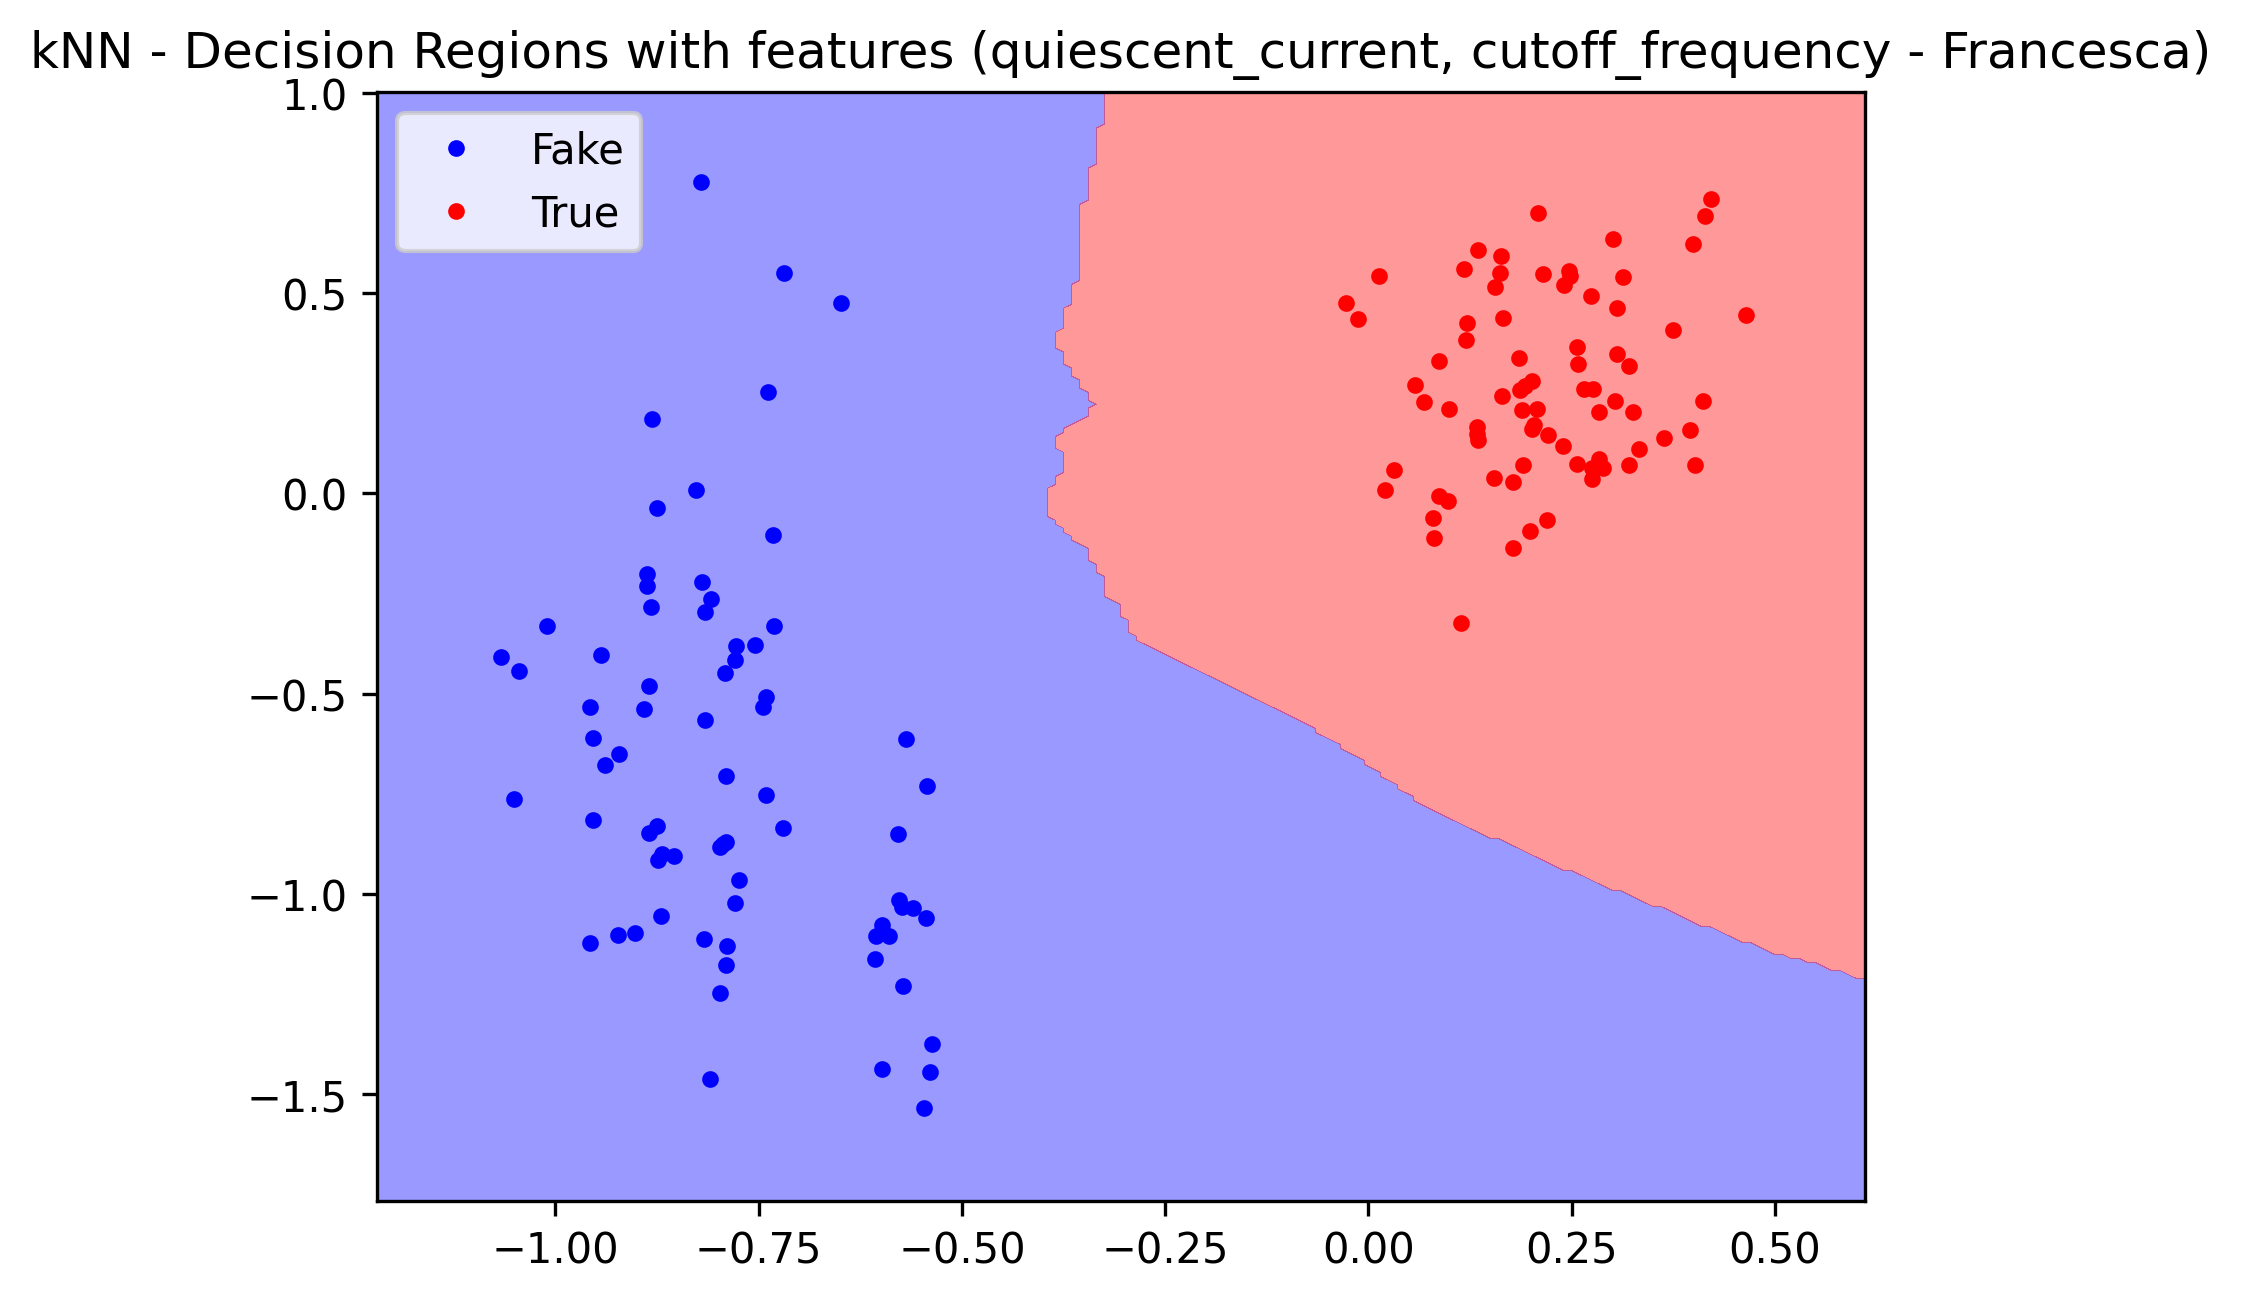 kNN - Decision Regions with features (quiescent_current, cutoff_frequency - Francesca)
Fake
True
1.0
0.5
0.0
−0.5
−1.0
−1.5
−1.00 −0.75 −0.50 −0.25 0.00 0.25 0.50